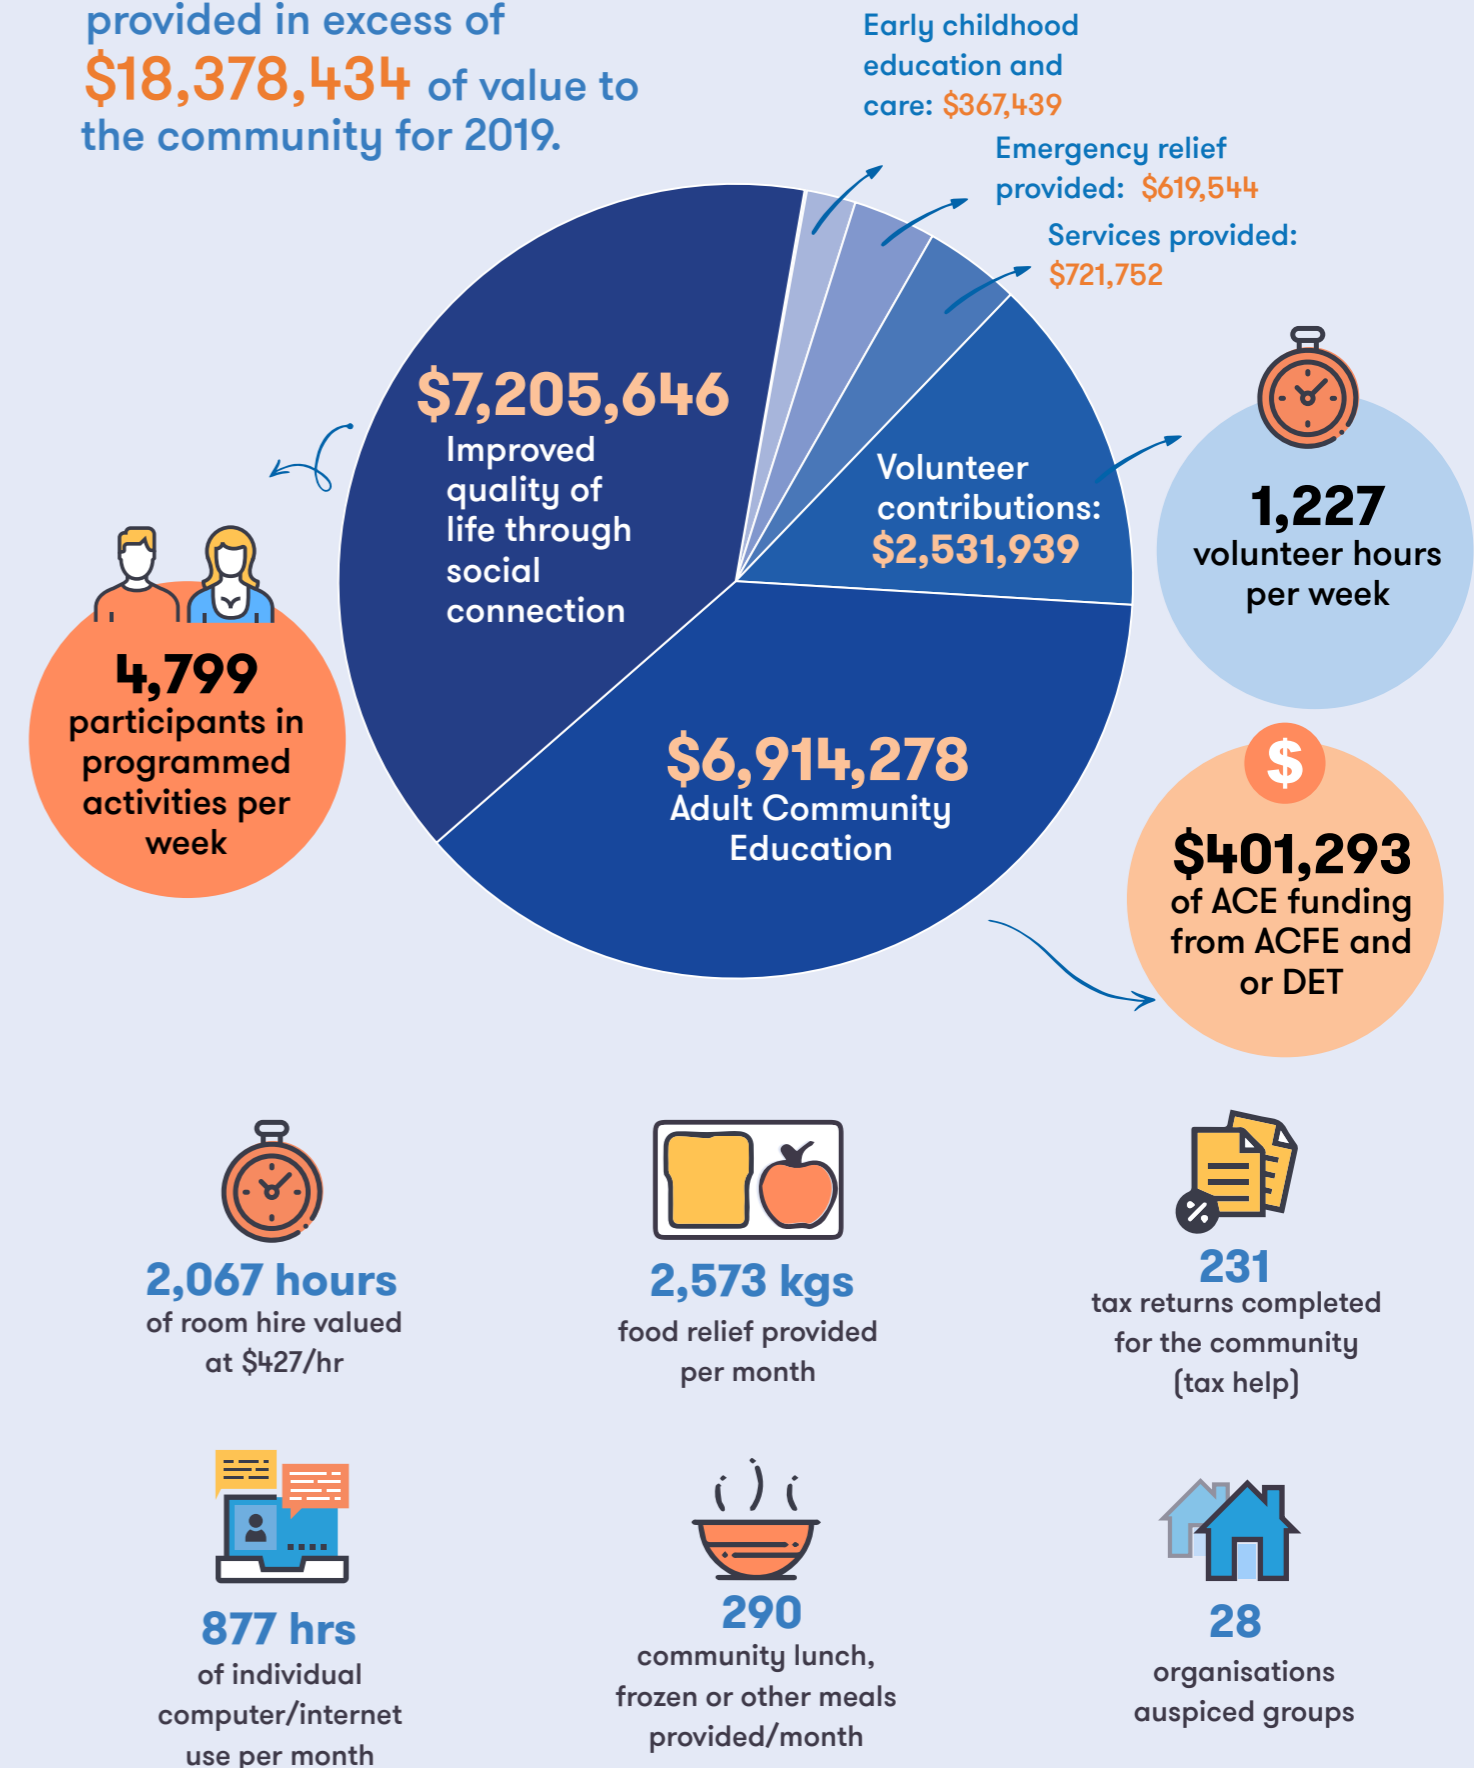 provided in excess of
$18,378,434 of value to
the community for 2019.
Early childhood
education and
care: $367,439
Emergency relief
provided: $619,544
Services provided:
$721,752
$7,205,646
Improved
quality of
life through
social
connection
Volunteer
contributions:
$2,531,939
1,227
volunteer hours
per week
4,799
participants in
programmed
activities per
week
$6,914,278
Adult Community
Education
$
$401,293
of ACE funding
from ACFE and
or DET
2,067 hours
of room hire valued
at $427/hr
2,573 kgs
food relief provided
per month
%
231
tax returns completed
for the community
(tax help)
877 hrs
of individual
computer/internet
use per month
290
community lunch,
frozen or other meals
provided/month
28
organisations
auspiced groups